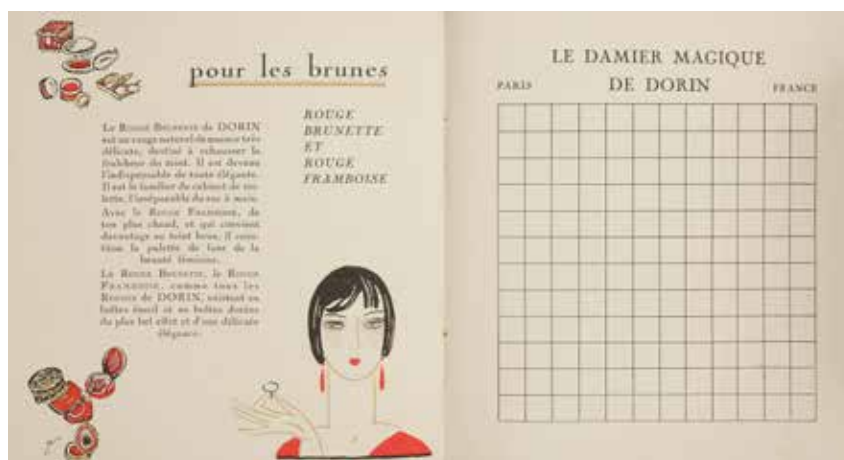 pour les brunes
ROUGE
BRUNETTE
ET
ROUGE
FRAMBOISE
Le Rouge Brunette de DORIN
est un rouge naturel de nuance très
délicate, destiné à rehausser la
fraîcheur du teint. Il est devenu
l'indispensable de toute élégante.
Il est le familier du cabinet de toi-
lette, l'inséparable du sac à main.
Avec le Rouge Framboise, de
ton plus chaud, et qui convient
davantage au teint brun, il cons-
titue la palette de fard de la
beauté féminine.
Le Rouge Brunette, le Rouge
Framboise, comme tous les
Rouges de DORIN, existent en
boîtes émail et en boîtes dorées
du plus bel effet et d'une délicate
élégance.
LE DAMIER MAGIQUE
DE DORIN
PARIS
FRANCE